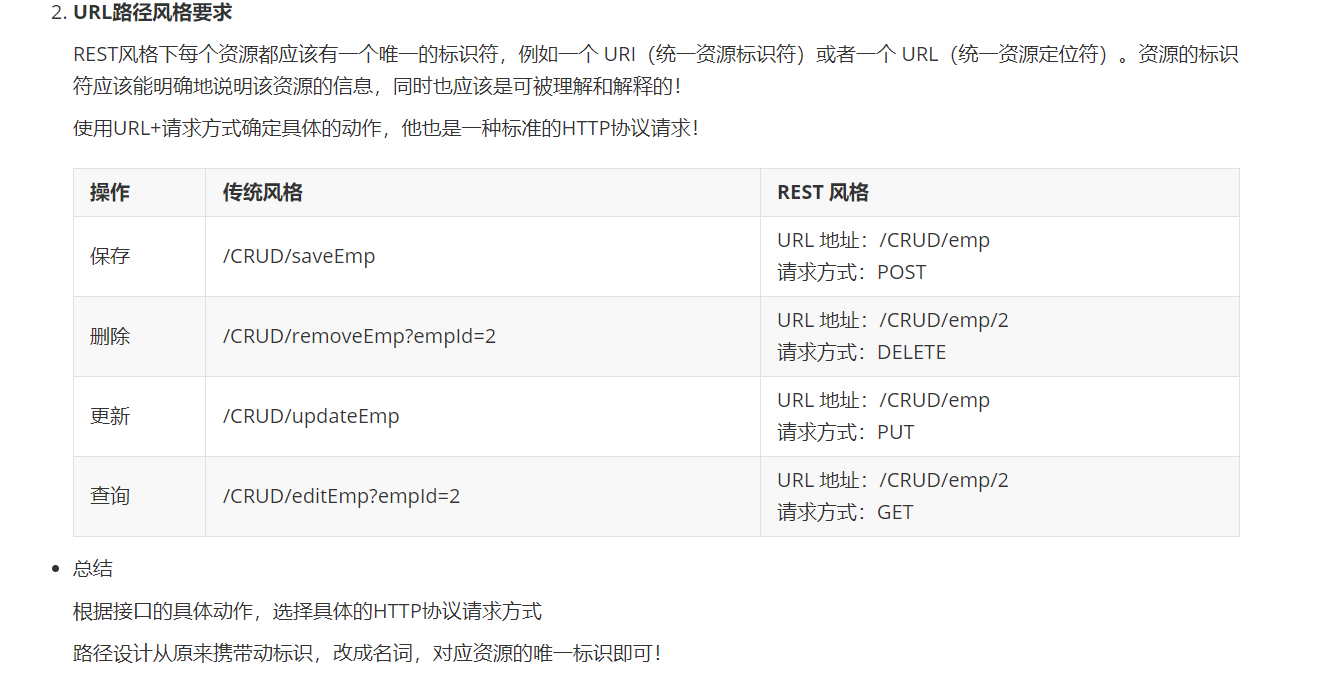 2. URL路径风格要求
REST风格下每个资源都应该有一个唯一的标识符，例如一个 URI（统一资源标识符）或者一个 URL（统一资源定位符）。资源的标识
符应该能明确地说明该资源的信息，同时也应该是可被理解和解释的！
使用URL+请求方式确定具体的动作，他也是一种标准的HTTP协议请求！
操作 传统风格 REST 风格
保存 /CRUD/saveEmp URL 地址：/CRUD/emp
请求方式：POST
删除 /CRUD/removeEmp?empId=2 URL 地址：/CRUD/emp/2
请求方式：DELETE
更新 /CRUD/updateEmp URL 地址：/CRUD/emp
请求方式：PUT
查询 /CRUD/editEmp?empId=2 URL 地址：/CRUD/emp/2
请求方式：GET
• 总结
根据接口的具体动作，选择具体的HTTP协议请求方式
路径设计从原来携带动标识，改成名词，对应资源的唯一标识即可！